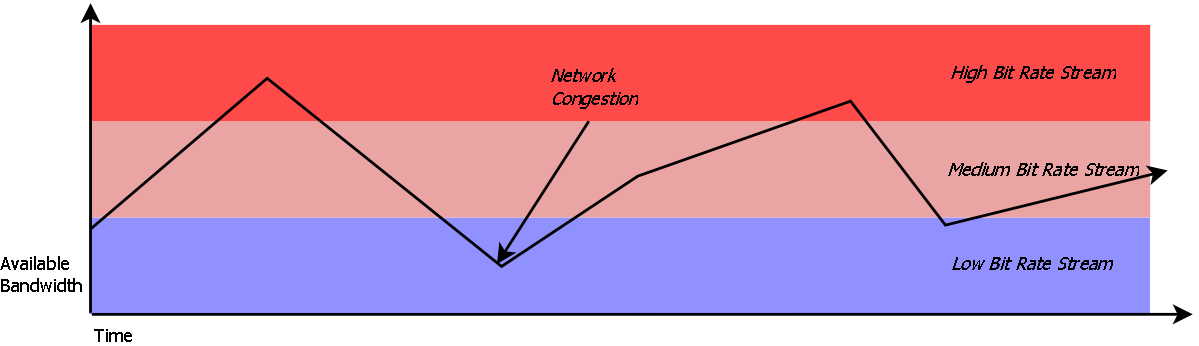 Network
Congestion
High Bit Rate Stream
Medium Bit Rate Stream
Low Bit Rate Stream
Available
Bandwidth
Time